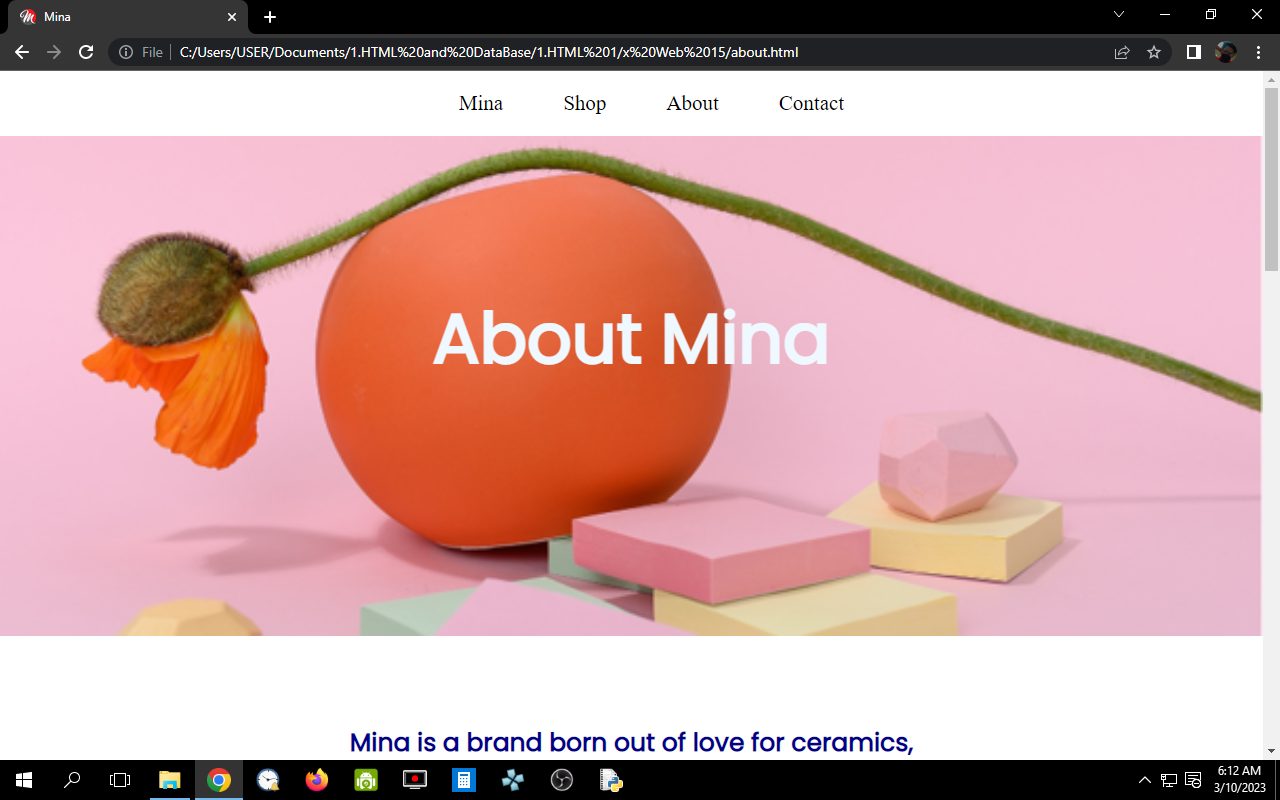 Mina
File
C:/Users/USER/Documents/1.HTML%20and%20DataBase/1.HTML%201/x%20Web%2015/about.html
Mina Shop About Contact
About Mina
Mina is a brand born out of love for ceramics,
6:12 AM
3/10/2023